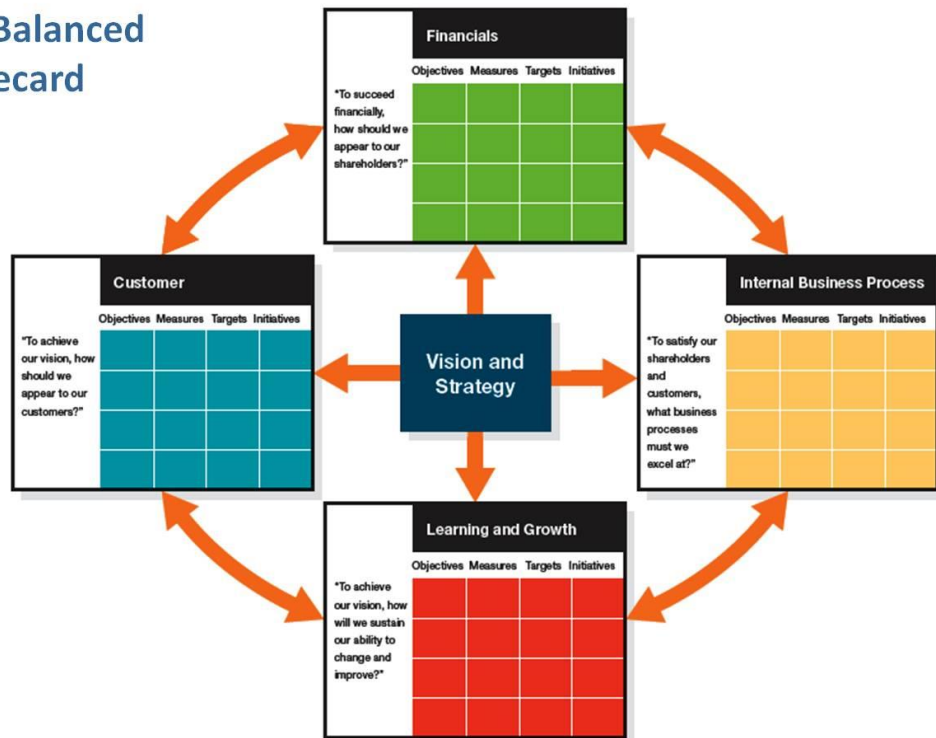 Balanced
ecard
Financials
Objectives Measures Targets Initiatives
"To succeed
financially,
how should we
appear to our
shareholders?"
Customer
Objectives Measures Targets Initiatives
"To achieve
our vision, how
should we
appear to our
customers?"
Vision and
Strategy
Internal Business Process
Objectives Measures Targets Initiatives
"To satisfy our
shareholders
and
customers,
what business
processes
must we
excel at?"
Learning and Growth
Objectives Measures Targets Initiatives
"To achieve
our vision, how
will we sustain
our ability to
change and
improve?"